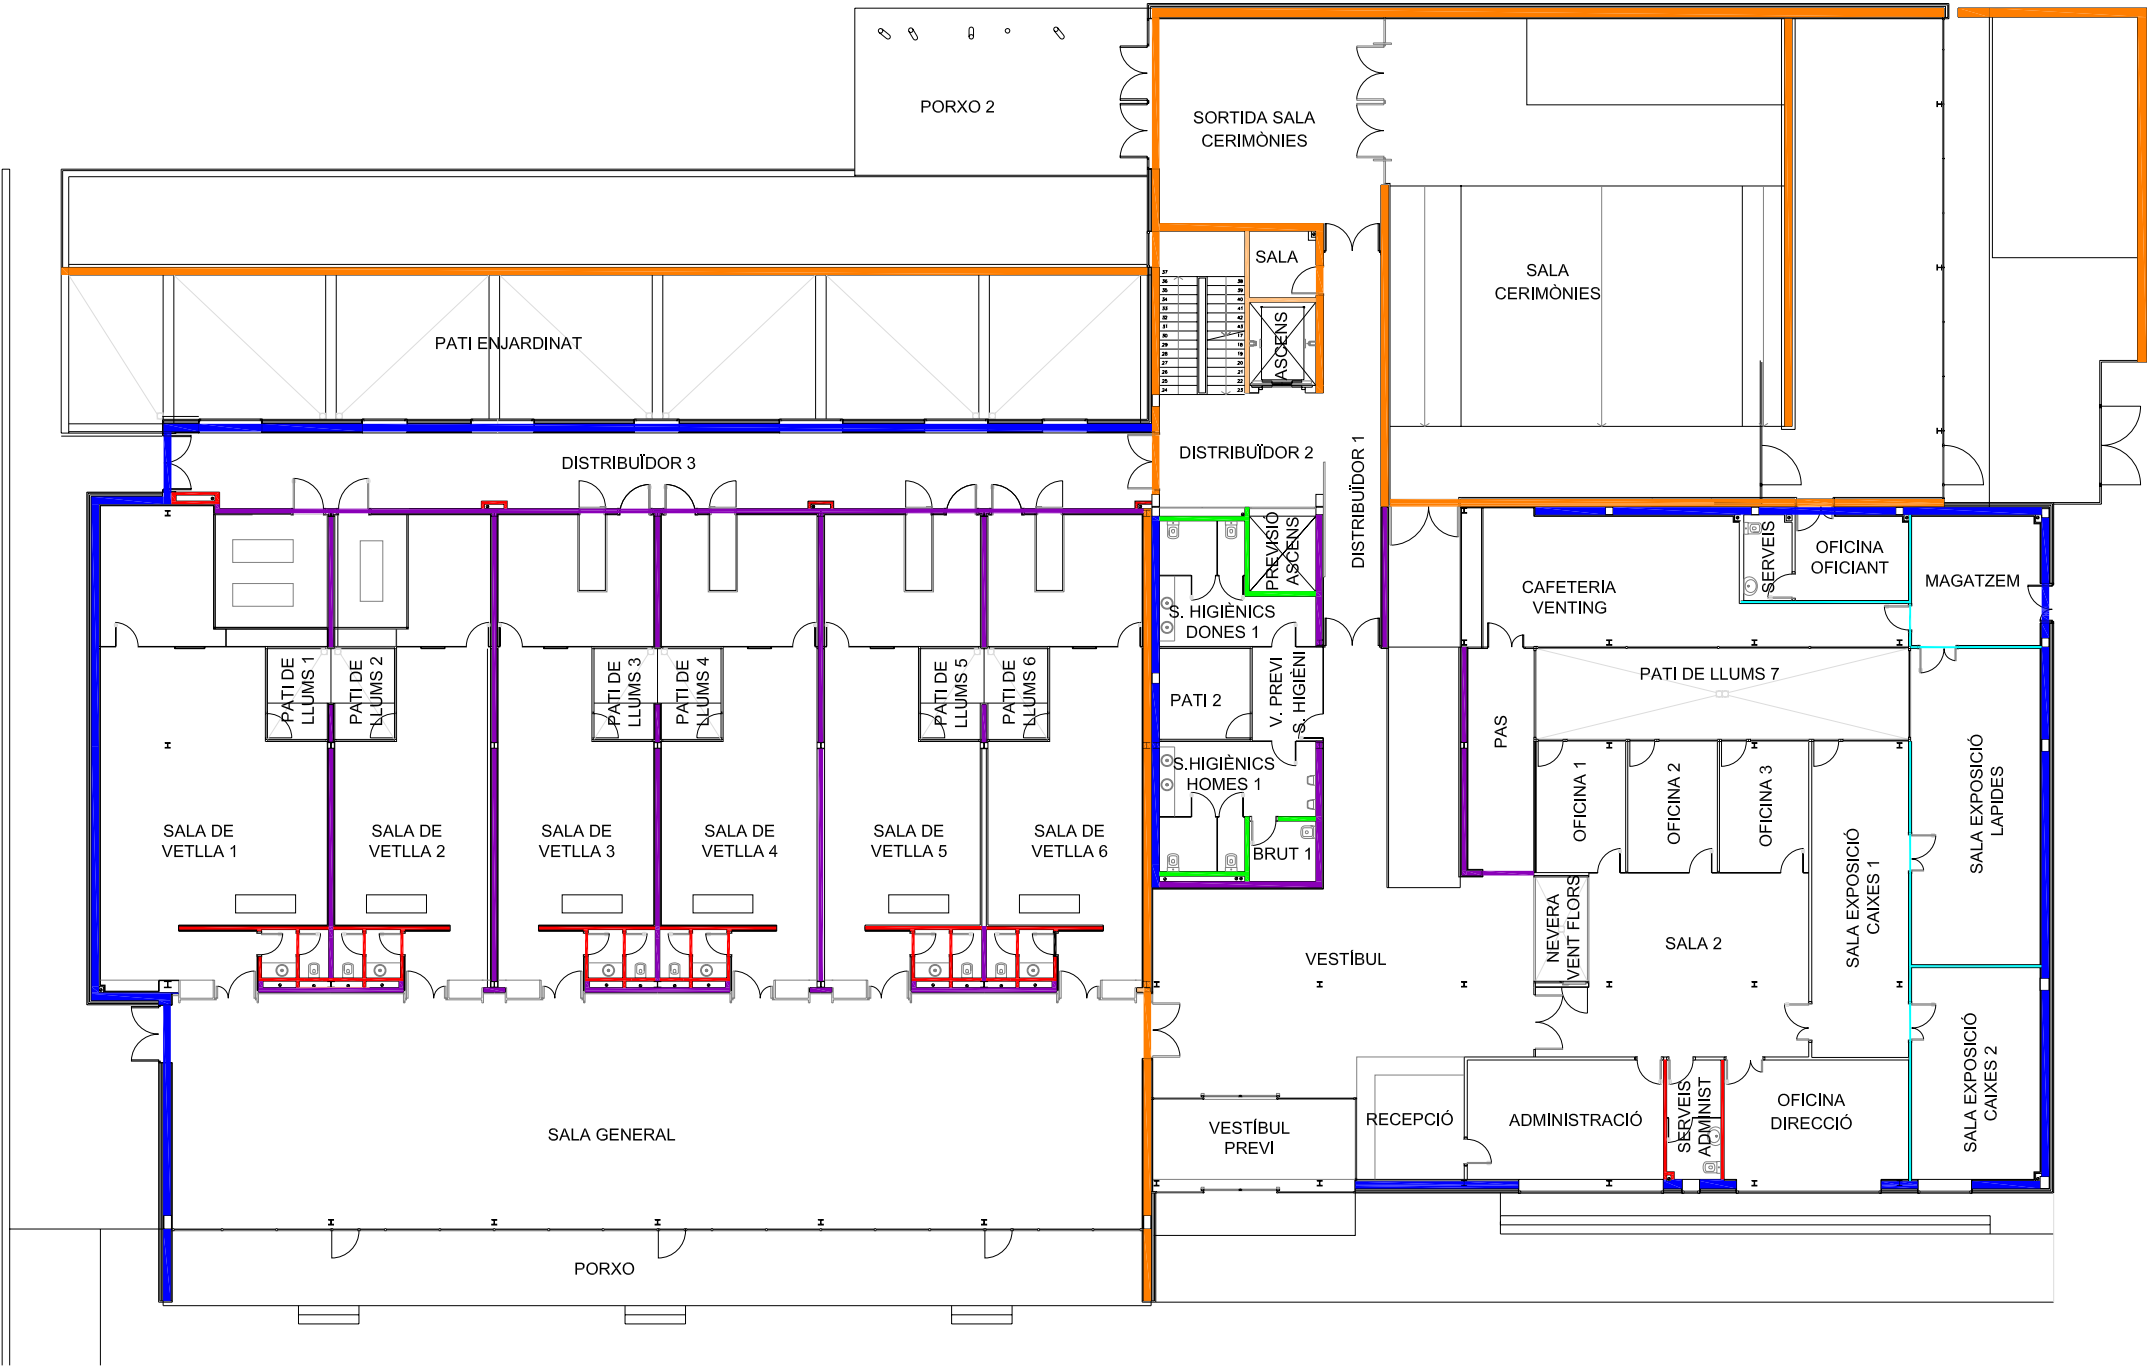 PORXO 2
SORTIDA SALA
CERIMÒNIES
SALA
SALA
CERIMÒNIES
ASCENS
PATI ENJARDINAT
DISTRIBUÏDOR 3
DISTRIBUÏDOR 2
DISTRIBUÏDOR 1
PREVISIÓ
ASCENS
SERVEIS
OFICINA
OFICIANT
MAGATZEM
CAFETERIA
VENTING
S. HIGIÈNICS
DONES 1
PATI DE
LLUMS 1
PATI DE
LLUMS 2
PATI DE
LLUMS 3
PATI DE
LLUMS 4
PATI DE
LLUMS 5
PATI DE
LLUMS 6
PATI 2
V. PREVI
S. HIGIÈNI
PAS
PATI DE LLUMS 7
S.HIGIÈNICS
HOMES 1
OFICINA 1
OFICINA 2
OFICINA 3
SALA EXPOSICIÓ
LAPIDES
SALA DE
VETLLA 1
SALA DE
VETLLA 2
SALA DE
VETLLA 3
SALA DE
VETLLA 4
SALA DE
VETLLA 5
SALA DE
VETLLA 6
BRUT 1
SALA EXPOSICIÓ
CAIXES 1
NEVERA
VENT FLORS
SALA 2
VESTÍBUL
SALA EXPOSICIÓ
CAIXES 2
SALA GENERAL
VESTÍBUL
PREVI
RECEPCIÓ
ADMINISTRACIÓ
SERVEIS
ADMINIST
OFICINA
DIRECCIÓ
PORXO